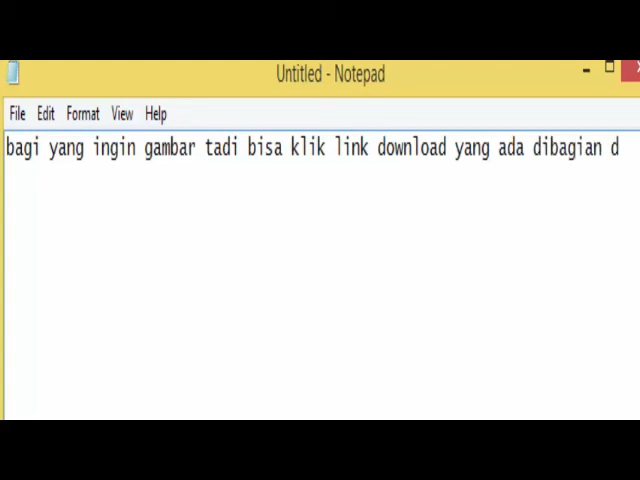 Untitled - Notepad
File Edit Format View Help
bagi yang ingin gambar tadi bisa klik link download yang ada dibagian d